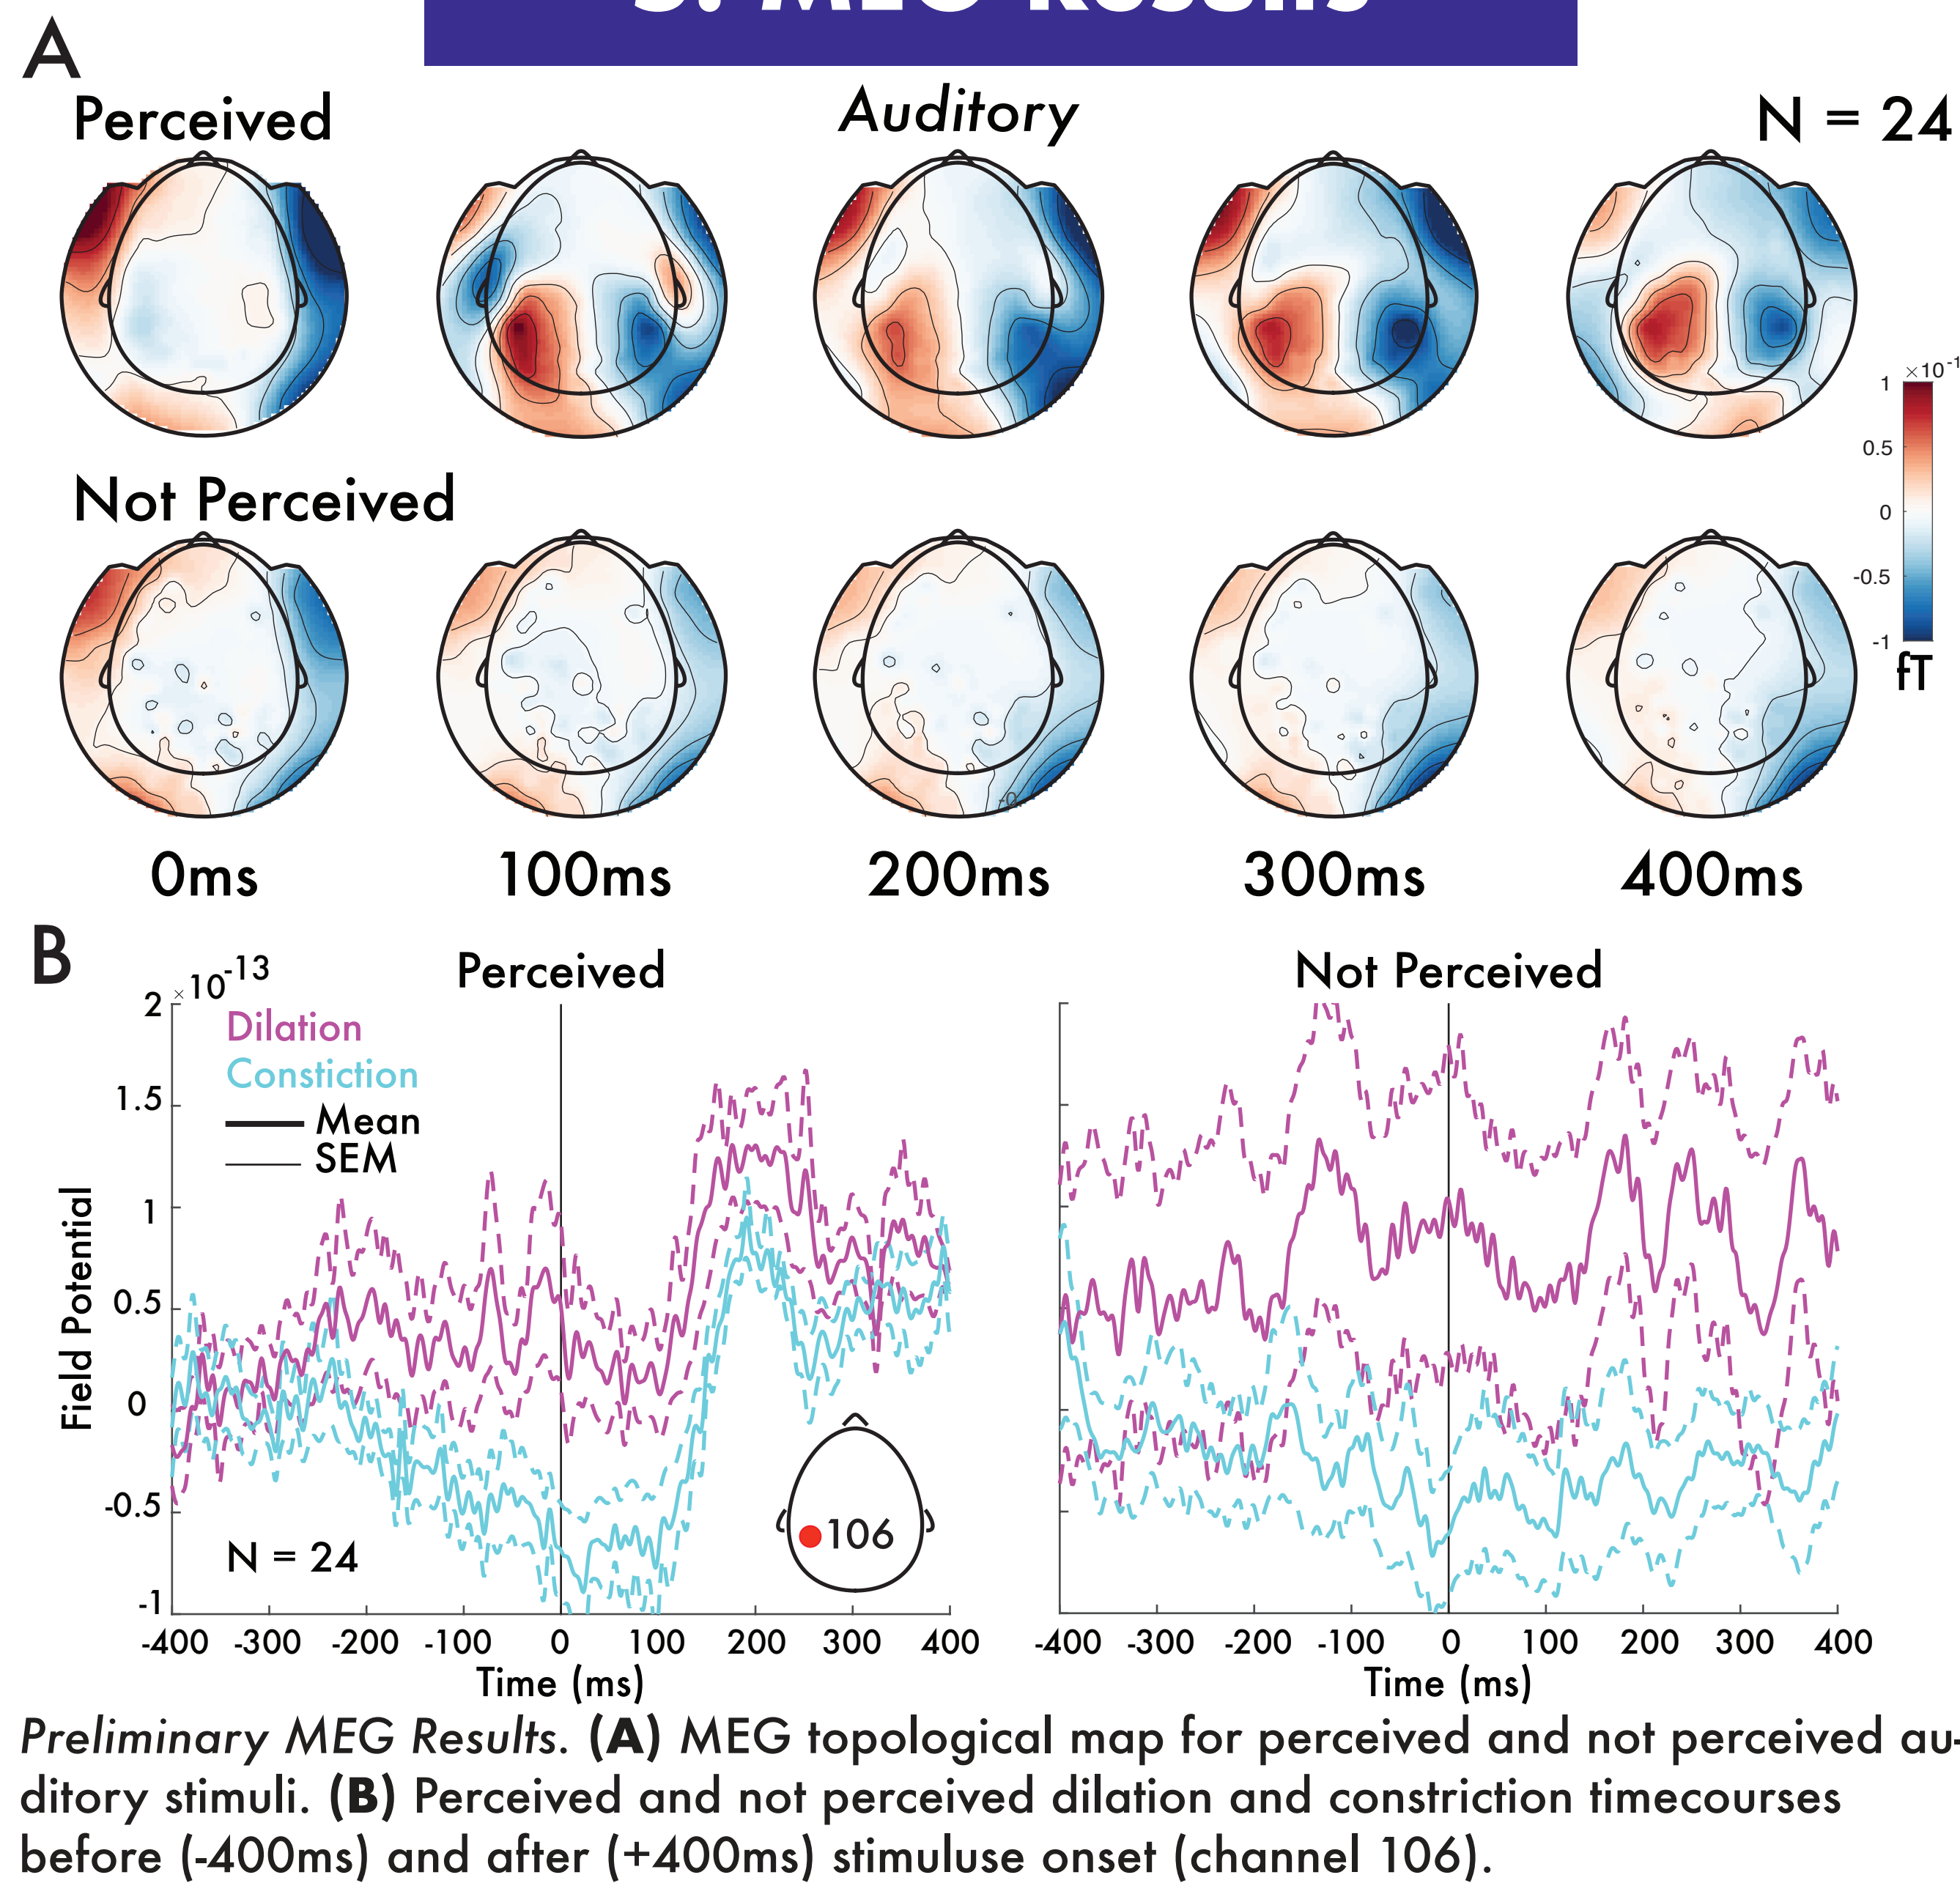 3. MEG Results
A
Perceived
Auditory
N = 24
×10-1
1
0.5
0
-0.5
-1
fT
Not Perceived
-0.
0ms 100ms 200ms 300ms 400ms
B
Perceived
Not Perceived
×10-13
2
1.5
1
0.5
0
-0.5
-1
Field Potential
Dilation
Constiction
Mean
SEM
N = 24
106
-400 -300 -200 -100 0 100 200 300 400
-400 -300 -200 -100 0 100 200 300 400
Time (ms)
Time (ms)
Preliminary MEG Results. (A) MEG topological map for perceived and not perceived au-
ditory stimuli. (B) Perceived and not perceived dilation and constriction timecourses
before (-400ms) and after (+400ms) stimuluse onset (channel 106).